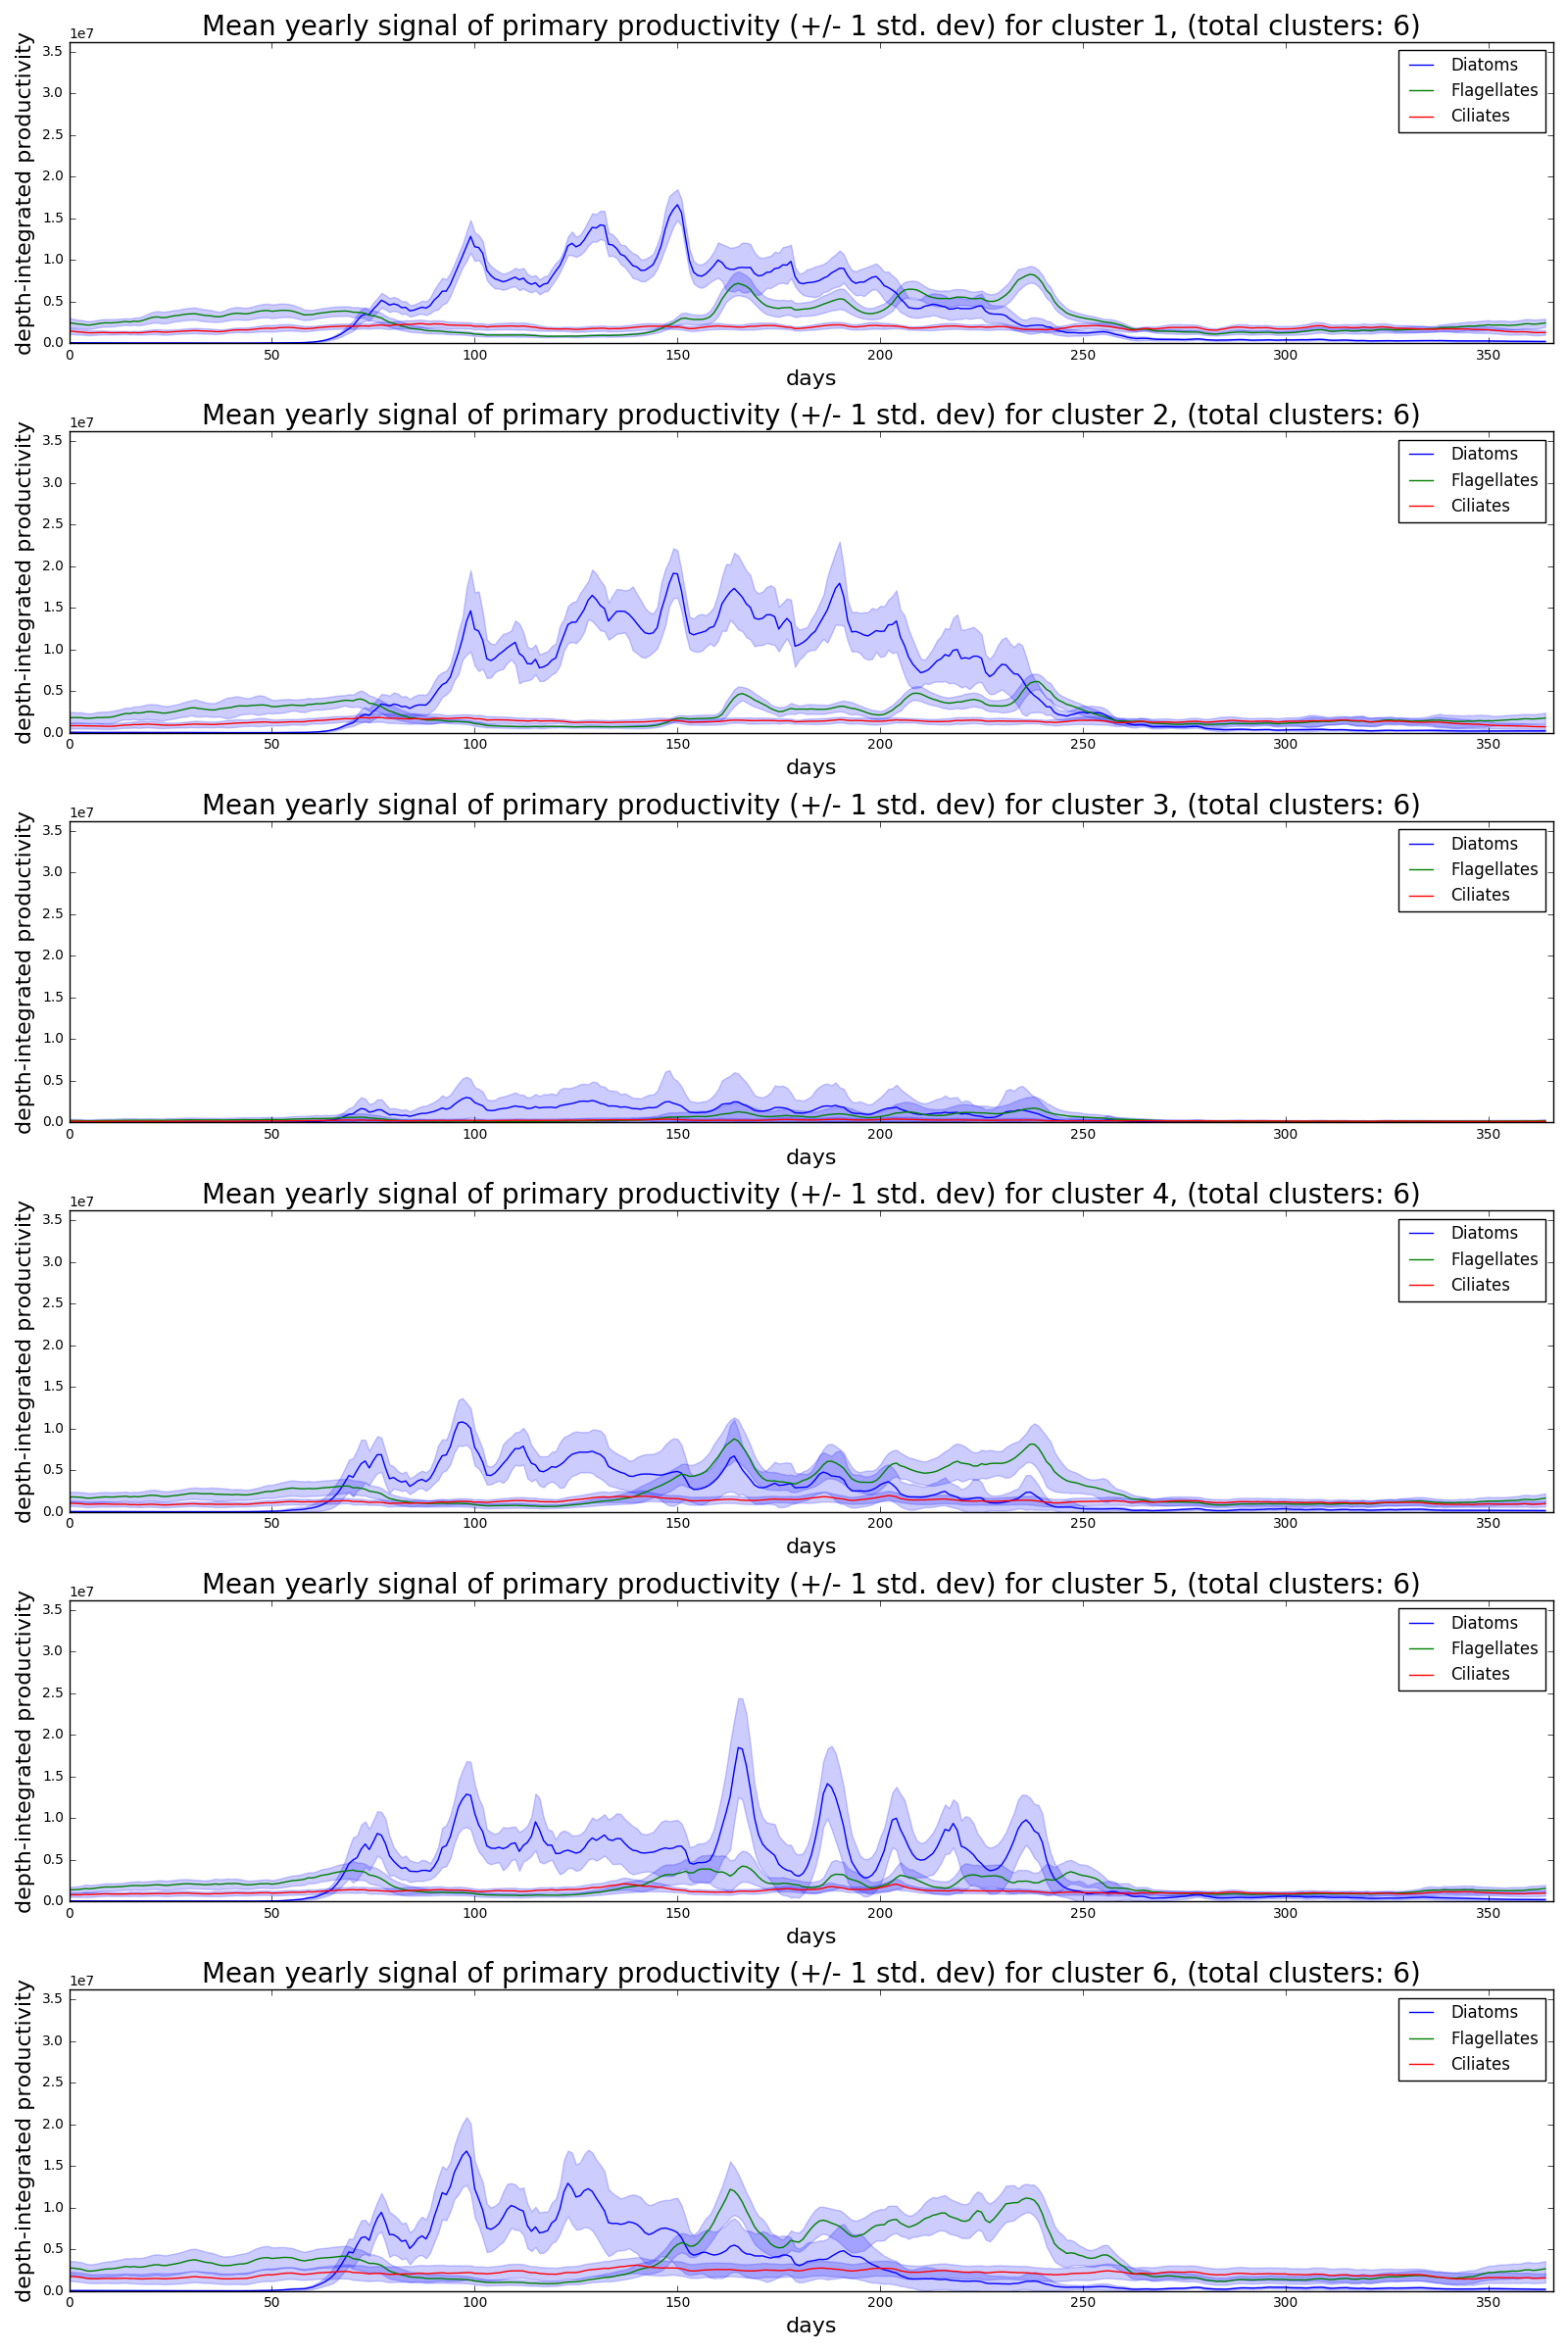 Mean yearly signal of primary productivity (+/- 1 std. dev) for cluster 1, (total clusters: 6)
1e7
depth-integrated productivity
3.5
3.0
2.5
2.0
1.5
1.0
0.5
0.0
Diatoms
Flagellates
Ciliates
0 50 100 150 200 250 300 350
days
Mean yearly signal of primary productivity (+/- 1 std. dev) for cluster 2, (total clusters: 6)
1e7
depth-integrated productivity
3.5
3.0
2.5
2.0
1.5
1.0
0.5
0.0
Diatoms
Flagellates
Ciliates
0 50 100 150 200 250 300 350
days
Mean yearly signal of primary productivity (+/- 1 std. dev) for cluster 3, (total clusters: 6)
1e7
depth-integrated productivity
3.5
3.0
2.5
2.0
1.5
1.0
0.5
0.0
Diatoms
Flagellates
Ciliates
0 50 100 150 200 250 300 350
days
Mean yearly signal of primary productivity (+/- 1 std. dev) for cluster 4, (total clusters: 6)
1e7
depth-integrated productivity
3.5
3.0
2.5
2.0
1.5
1.0
0.5
0.0
Diatoms
Flagellates
Ciliates
0 50 100 150 200 250 300 350
days
Mean yearly signal of primary productivity (+/- 1 std. dev) for cluster 5, (total clusters: 6)
1e7
depth-integrated productivity
3.5
3.0
2.5
2.0
1.5
1.0
0.5
0.0
Diatoms
Flagellates
Ciliates
0 50 100 150 200 250 300 350
days
Mean yearly signal of primary productivity (+/- 1 std. dev) for cluster 6, (total clusters: 6)
1e7
depth-integrated productivity
3.5
3.0
2.5
2.0
1.5
1.0
0.5
0.0
Diatoms
Flagellates
Ciliates
0 50 100 150 200 250 300 350
days